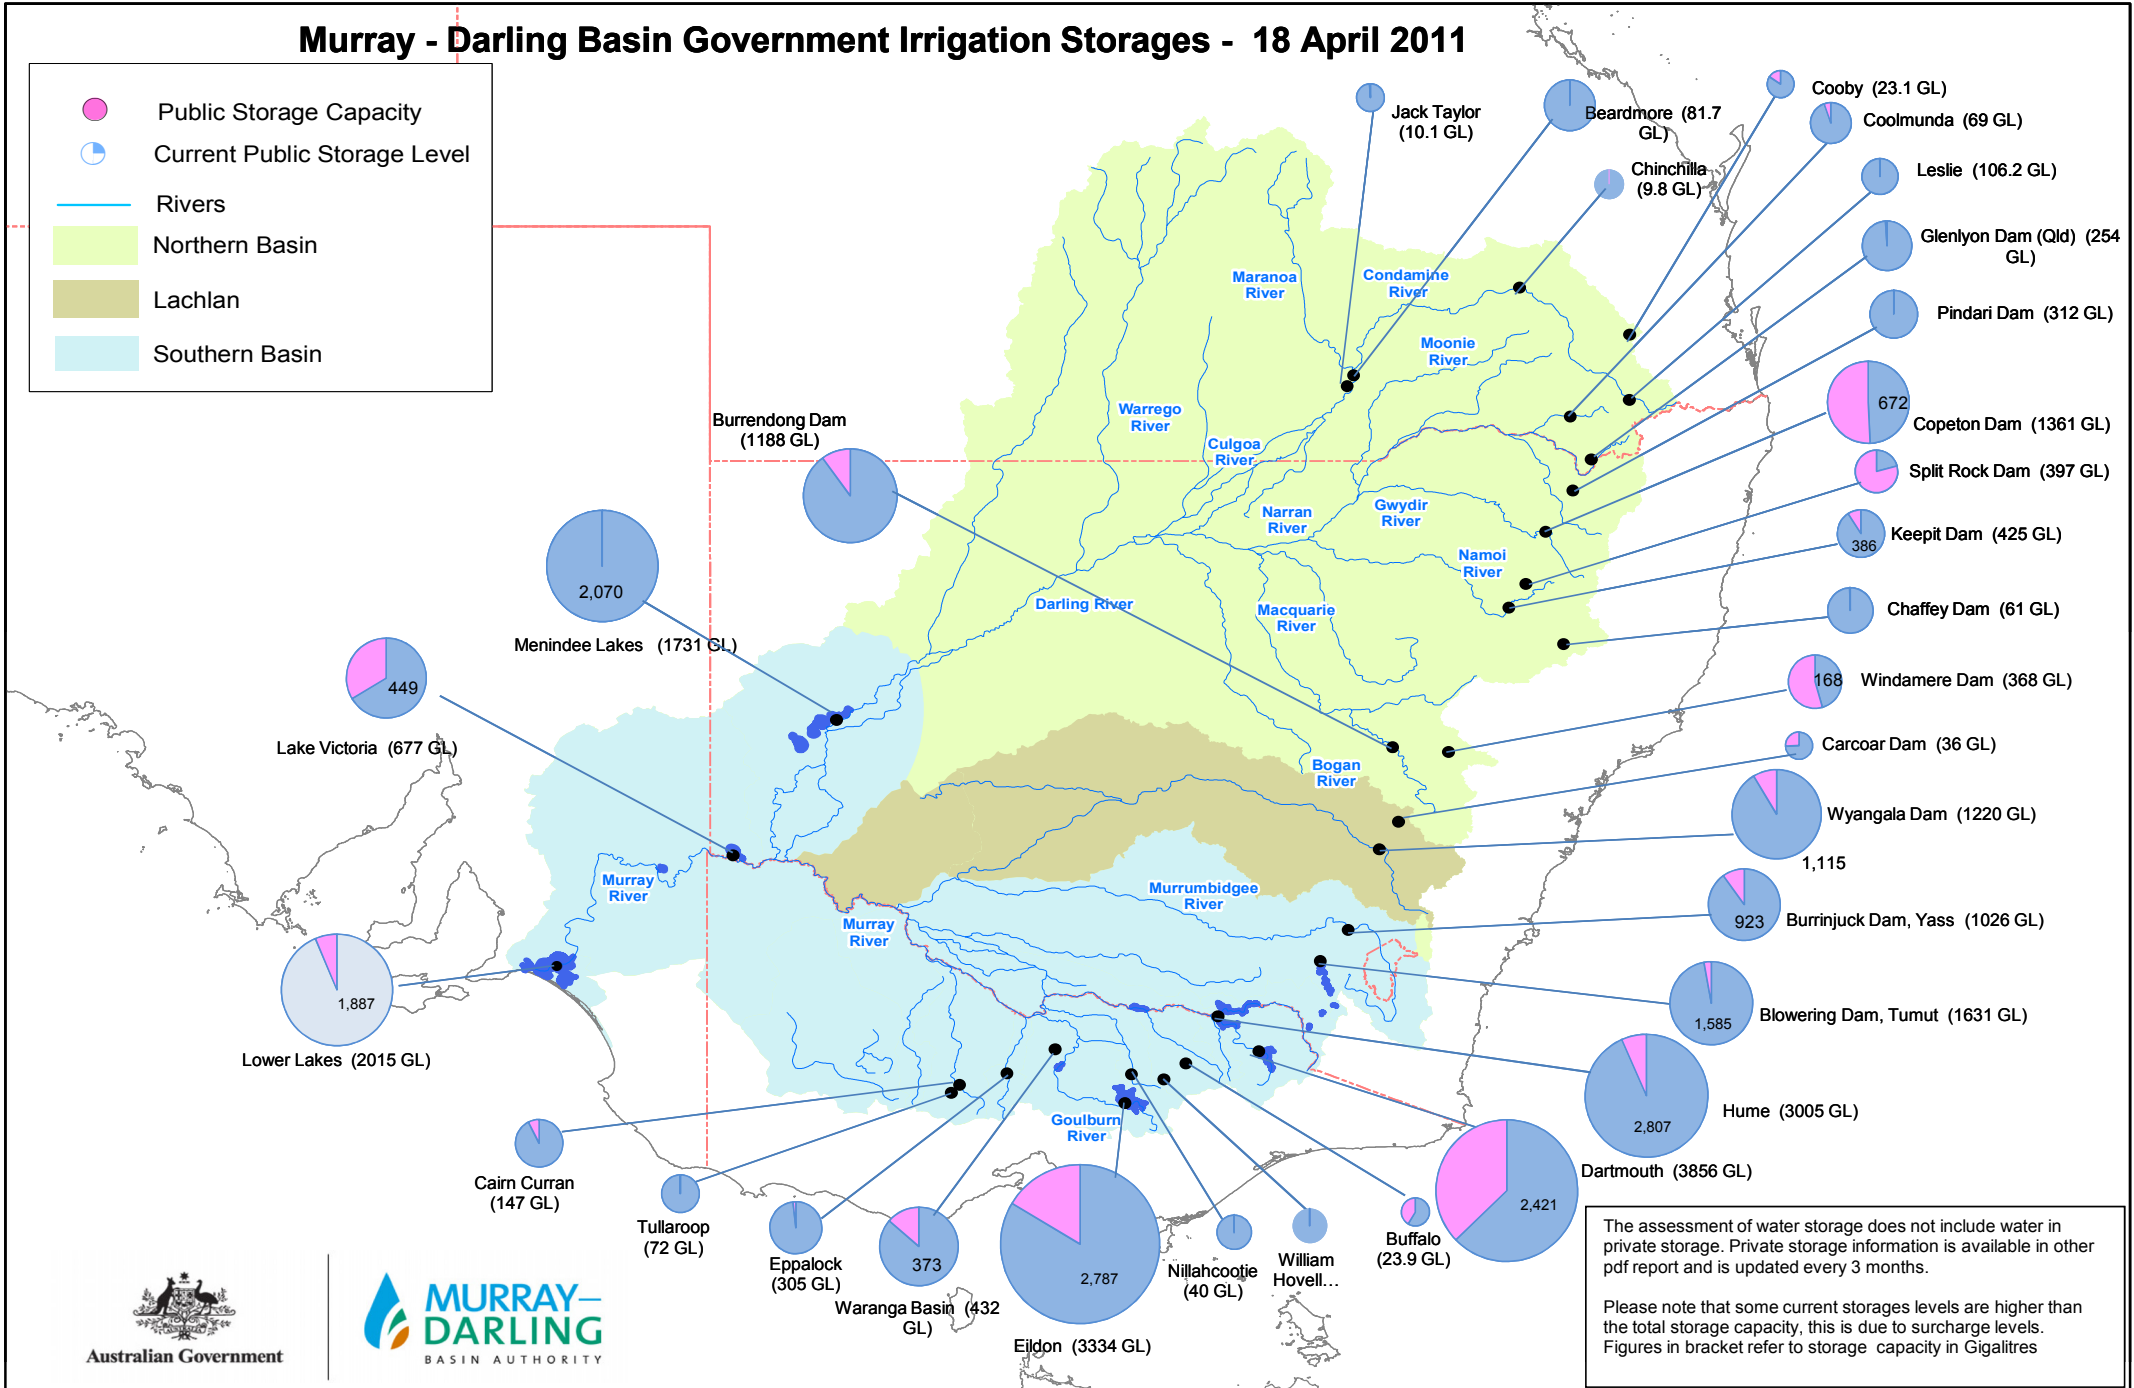 Murray - Darling Basin Government Irrigation Storages - 18 April 2011
Public Storage Capacity
Current Public Storage Level
Rivers
Northern Basin
Lachlan
Southern Basin
Jack Taylor
(10.1 GL)
Beardmore (81.7
GL)
Chinchilla
(9.8 GL)
Cooby (23.1 GL)
Coolmunda (69 GL)
Leslie (106.2 GL)
Glenlyon Dam (Qld) (254
GL)
Pindari Dam (312 GL)
672
Copeton Dam (1361 GL)
Split Rock Dam (397 GL)
386
Keepit Dam (425 GL)
Chaffey Dam (61 GL)
168
Windamere Dam (368 GL)
Carcoar Dam (36 GL)
Wyangala Dam (1220 GL)
1,115
923
Burrinjuck Dam, Yass (1026 GL)
1,585
Blowering Dam, Tumut (1631 GL)
2,807
Hume (3005 GL)
Dartmouth (3856 GL)
2,421
Burrendong Dam
(1188 GL)
2,070
Menindee Lakes (1731 GL)
449
Lake Victoria (677 GL)
1,887
Lower Lakes (2015 GL)
Cairn Curran
(147 GL)
Tullaroop
(72 GL)
Eppalock
(305 GL)
373
Waranga Basin (432
GL)
2,787
Eildon (3334 GL)
Nillahcootie
(40 GL)
William
Hovell...
Buffalo
(23.9 GL)
Maranoa
River
Condamine
River
Moonie
River
Warrego
River
Culgoa
River
Narran
River
Gwydir
River
Namoi
River
Darling River
Macquarie
River
Bogan
River
Murray
River
Murrumbidgee
River
Murray
River
Goulburn
River
Australian Government
MURRAY–
DARLING
BASIN AUTHORITY
The assessment of water storage does not include water in
private storage. Private storage information is available in other
pdf report and is updated every 3 months.
Please note that some current storages levels are higher than
the total storage capacity, this is due to surcharge levels.
Figures in bracket refer to storage capacity in Gigalitres